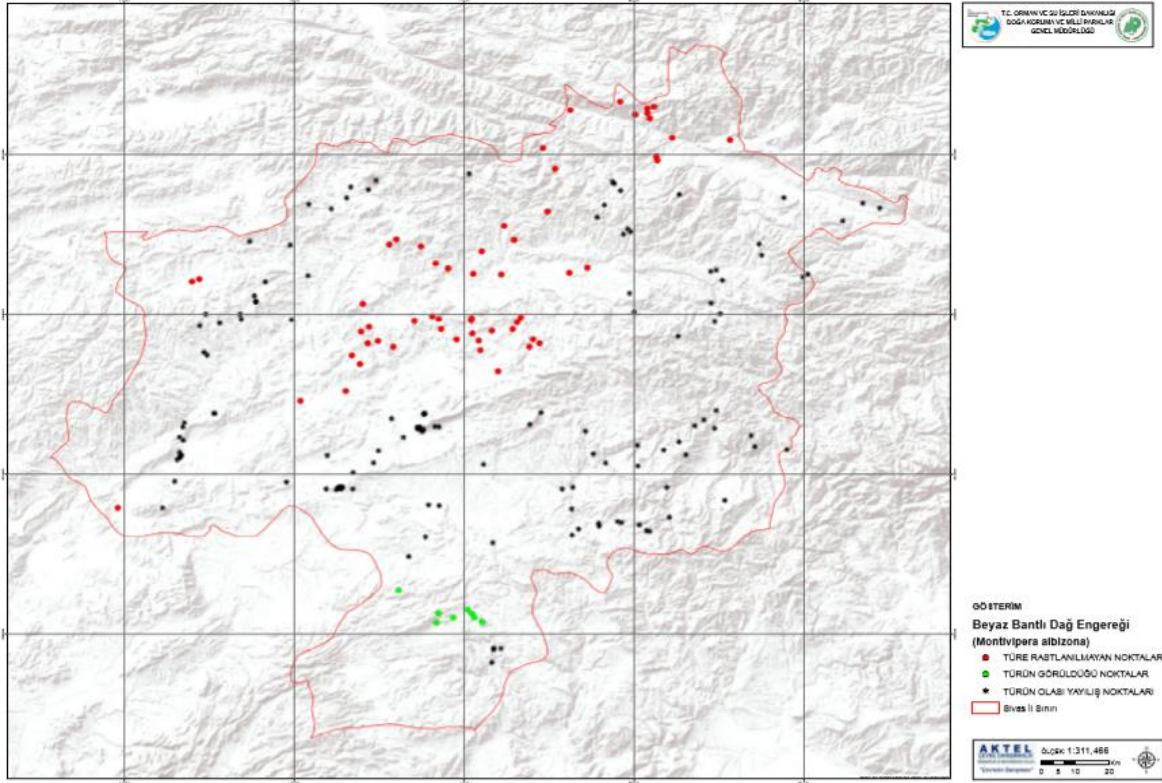 T.C. ORMAN VE SU İŞLERİ BAKANLIĞI
DOĞA KORUMA VE MİLLİ PARKLAR
GENEL MÜDÜRLÜĞÜ
GÖSTERİM
Beyaz Bantlı Dağ Engereği
(Montivipera albizona)
TÜRE RASTLANILMAYAN NOKTALAR
TÜRÜN GÖRÜLDÜĞÜ NOKTALAR
TÜRÜN OLASI YAYILIŞ NOKTALARI
Sivas İl Sınırı
AKTEL
ÖLÇEK 1:311,466
Km
0 5 10 20